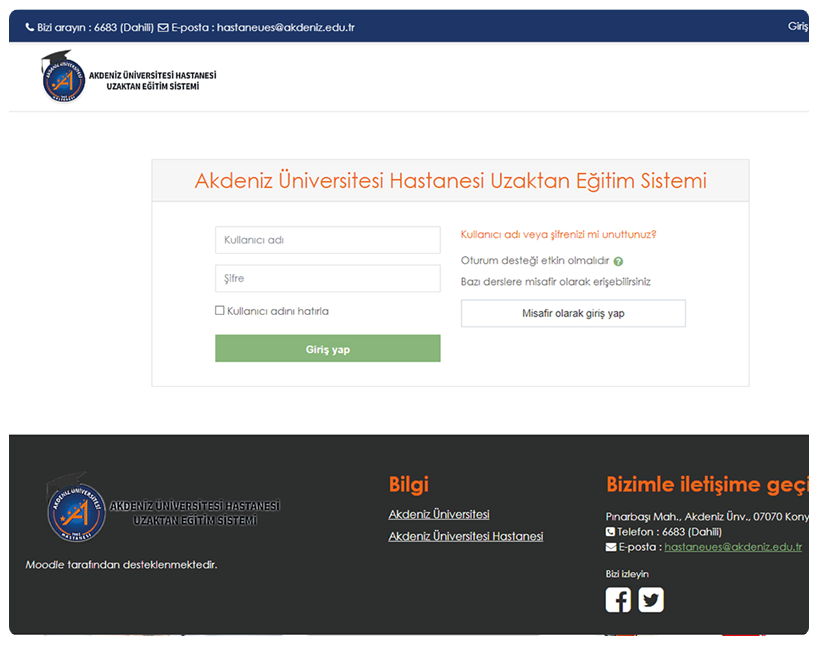 Bizi arayın : 6683 (Dahili) E-posta : hastaneues@akdeniz.edu.tr
Giriş
AKDENİZ ÜNİVERSİTESİ HASTANESİ
UZAKTAN EĞİTİM SİSTEMİ
Akdeniz Üniversitesi Hastanesi Uzaktan Eğitim Sistemi
Kullanıcı adı
Şifre
Kullanıcı adını hatırla
Giriş yap
Kullanıcı adı veya şifrenizi mi unuttunuz?
Oturum desteği etkin olmalıdır
Bazı derslere misafir olarak erişebilirsiniz
Misafir olarak giriş yap
AKDENİZ ÜNİVERSİTESİ HASTANESİ
UZAKTAN EĞİTİM SİSTEMİ
Moodle tarafından desteklenmektedir.
Bilgi
Akdeniz Üniversitesi
Akdeniz Üniversitesi Hastanesi
Bizimle iletişime geçi
Pınarbaşı Mah., Akdeniz Ünv., 07070 Kony
Telefon : 6683 (Dahili)
E-posta : hastaneues@akdeniz.edu.tr
Bizi izleyin